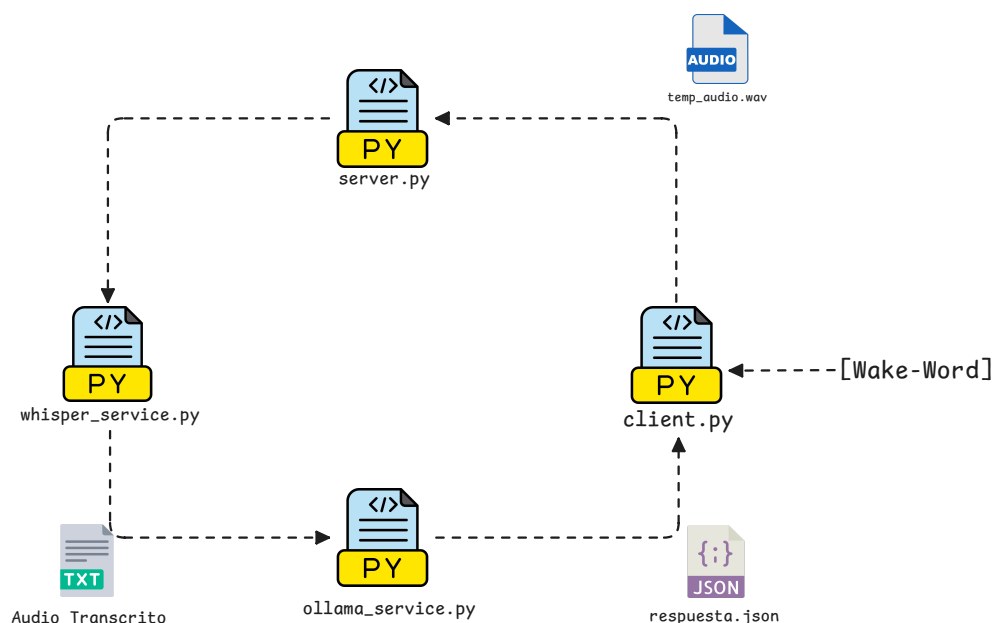 AUDIO
temp_audio.wav
</>
PY
server.py
</>
PY
whisper_service.py
</>
PY
client.py
[Wake-Word]
TXT
Audio Transcrito
</>
PY
ollama_service.py
{;}
JSON
respuesta.json